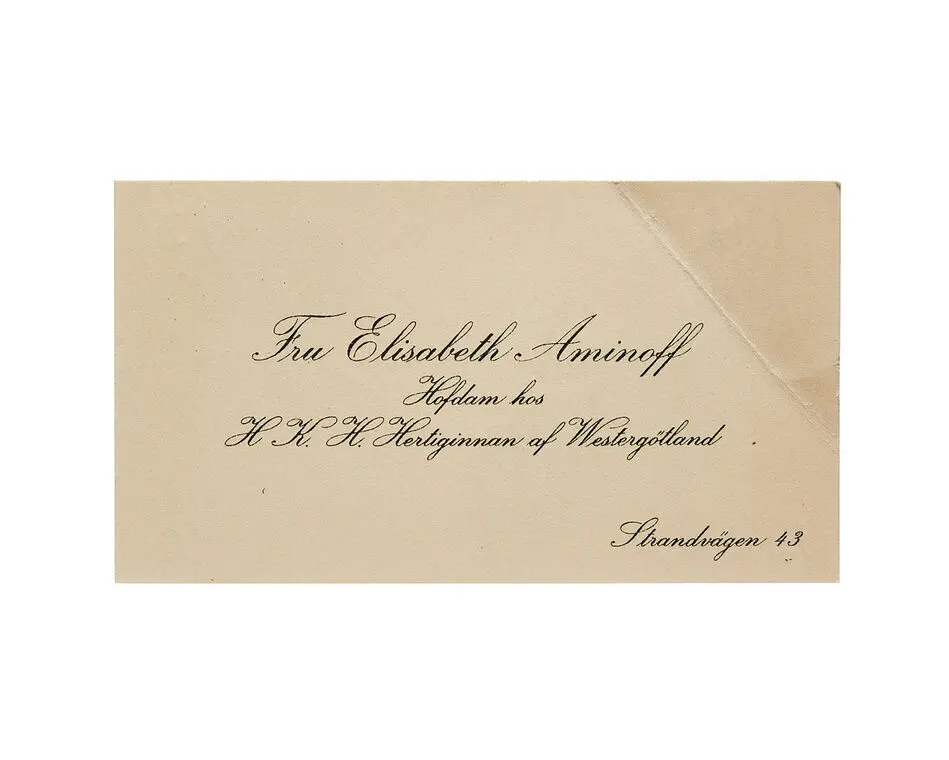 Fru Elisabeth Aminoff
Hofdam hos
H. K. H. Hertiginnan af Westergötland
Strandvägen 43